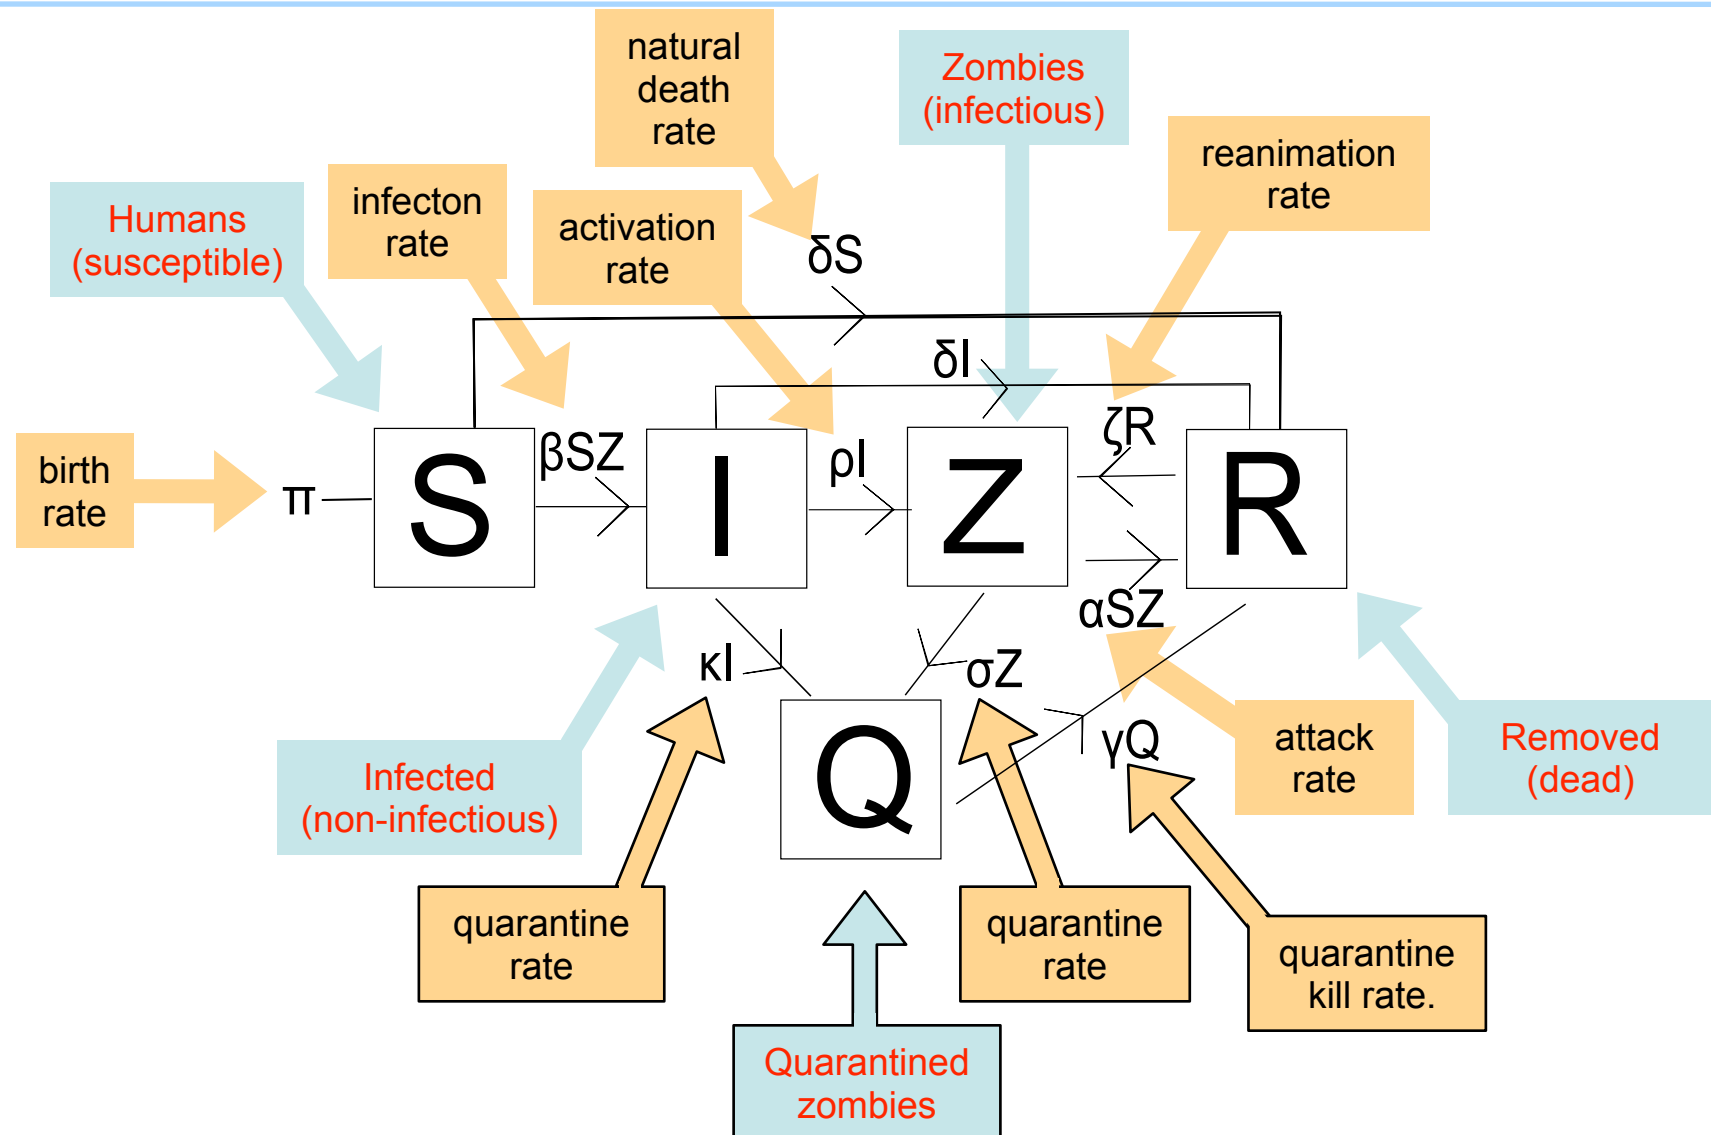 natural
death
rate
Zombies
(infectious)
reanimation
rate
Humans
(susceptible)
infecton
rate
activation
rate
δS
δI
birth
rate
π
S
βSZ
I
ρI
Z
ζR
αSZ
R
κI
σZ
Q
γQ
Infected
(non-infectious)
attack
rate
Removed
(dead)
quarantine
rate
quarantine
rate
quarantine
kill rate.
Quarantined
zombies